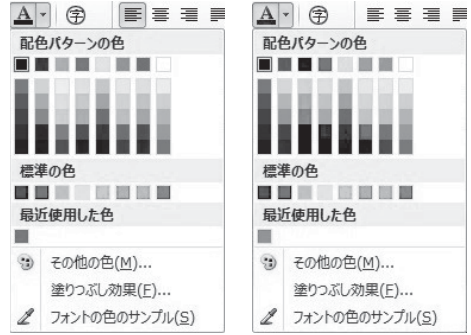 A 字
配色パターンの色
標準の色
最近使用した色
その他の色(M)...
塗りつぶし効果(F)...
フォントの色のサンプル(S)
A 字
配色パターンの色
標準の色
最近使用した色
その他の色(M)...
塗りつぶし効果(F)...
フォントの色のサンプル(S)